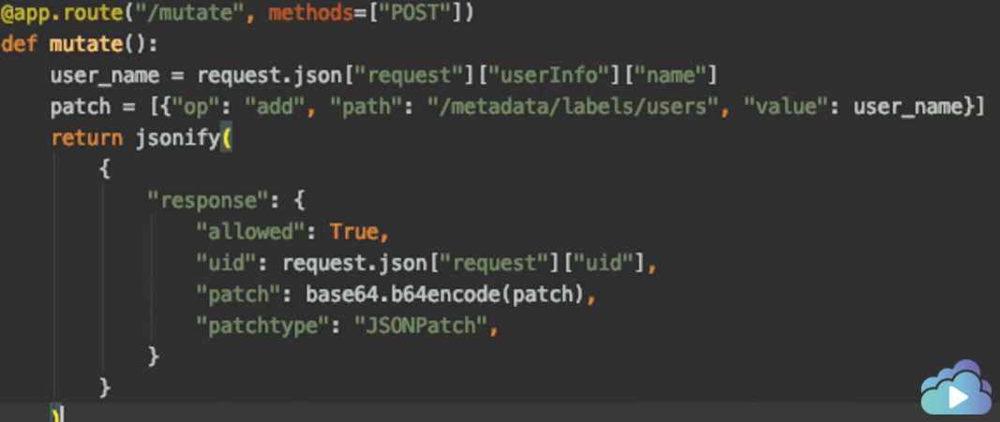 @app.route("/mutate", methods=["POST"])
def mutate():
    user_name = request.json["request"]["userInfo"]["name"]
    patch = [{"op": "add", "path": "/metadata/labels/users", "value": user_name}]
    return jsonify(
        {
            "response": {
                "allowed": True,
                "uid": request.json["request"]["uid"],
                "patch": base64.b64encode(patch),
                "patchtype": "JSONPatch",
            }
        }
    )